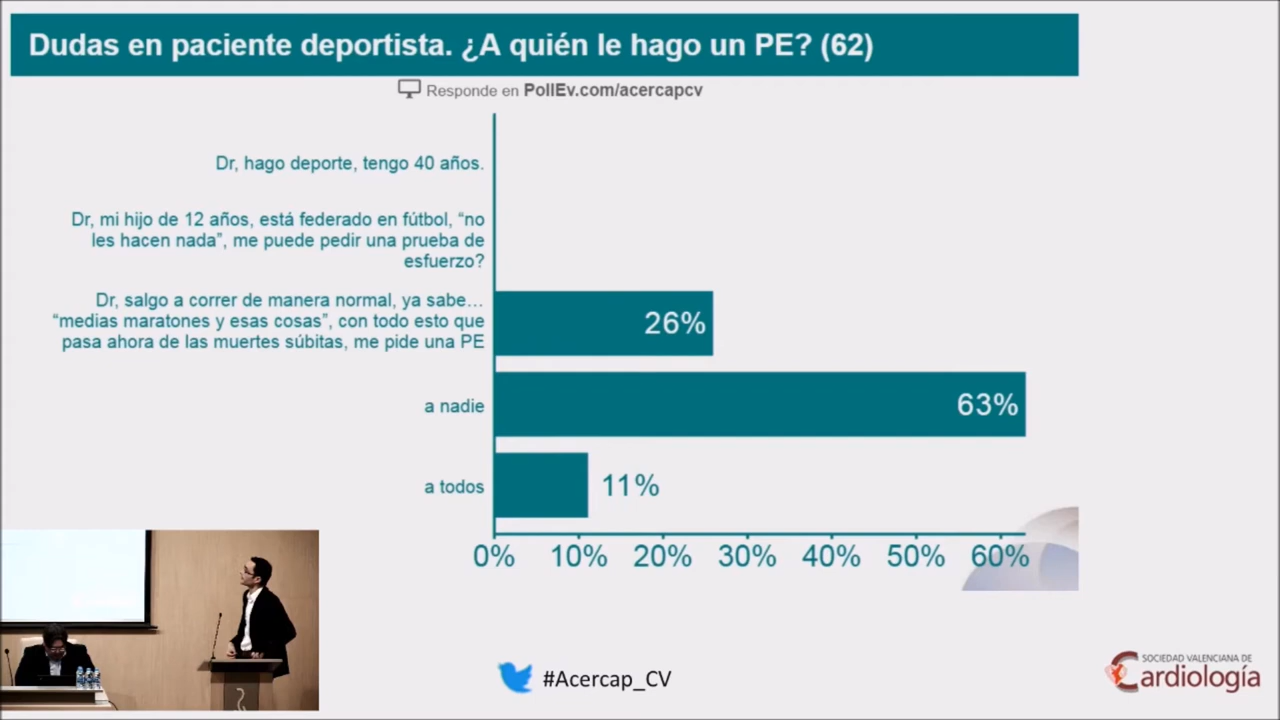 Dudas en paciente deportista. ¿A quién le hago un PE? (62)
Responde en PollEv.com/acercapcv
Dr, hago deporte, tengo 40 años.
Dr, mi hijo de 12 años, está federado en fútbol, “no
les hacen nada”, me puede pedir una prueba de
esfuerzo?
Dr, salgo a correr de manera normal, ya sabe…
“medias maratones y esas cosas”, con todo esto que
pasa ahora de las muertes súbitas, me pide una PE
26%
a nadie
63%
a todos
11%
0% 10% 20% 30% 40% 50% 60%
#Acercap_CV
SOCIEDAD VALENCIANA DE
Cardiología